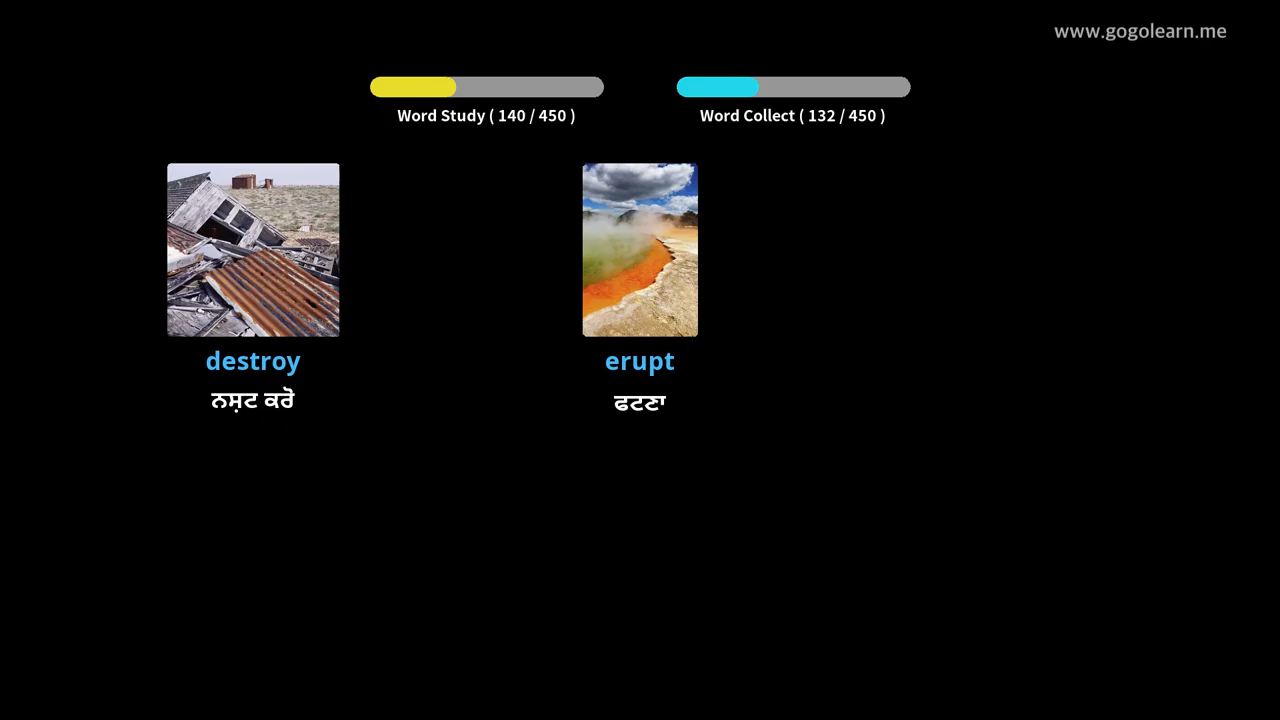 www.gogolearn.me
Word Study ( 140 / 450 )
Word Collect ( 132 / 450 )
destroy
ਨਸ਼ਟ ਕਰੋ
erupt
ਫਟਣਾ